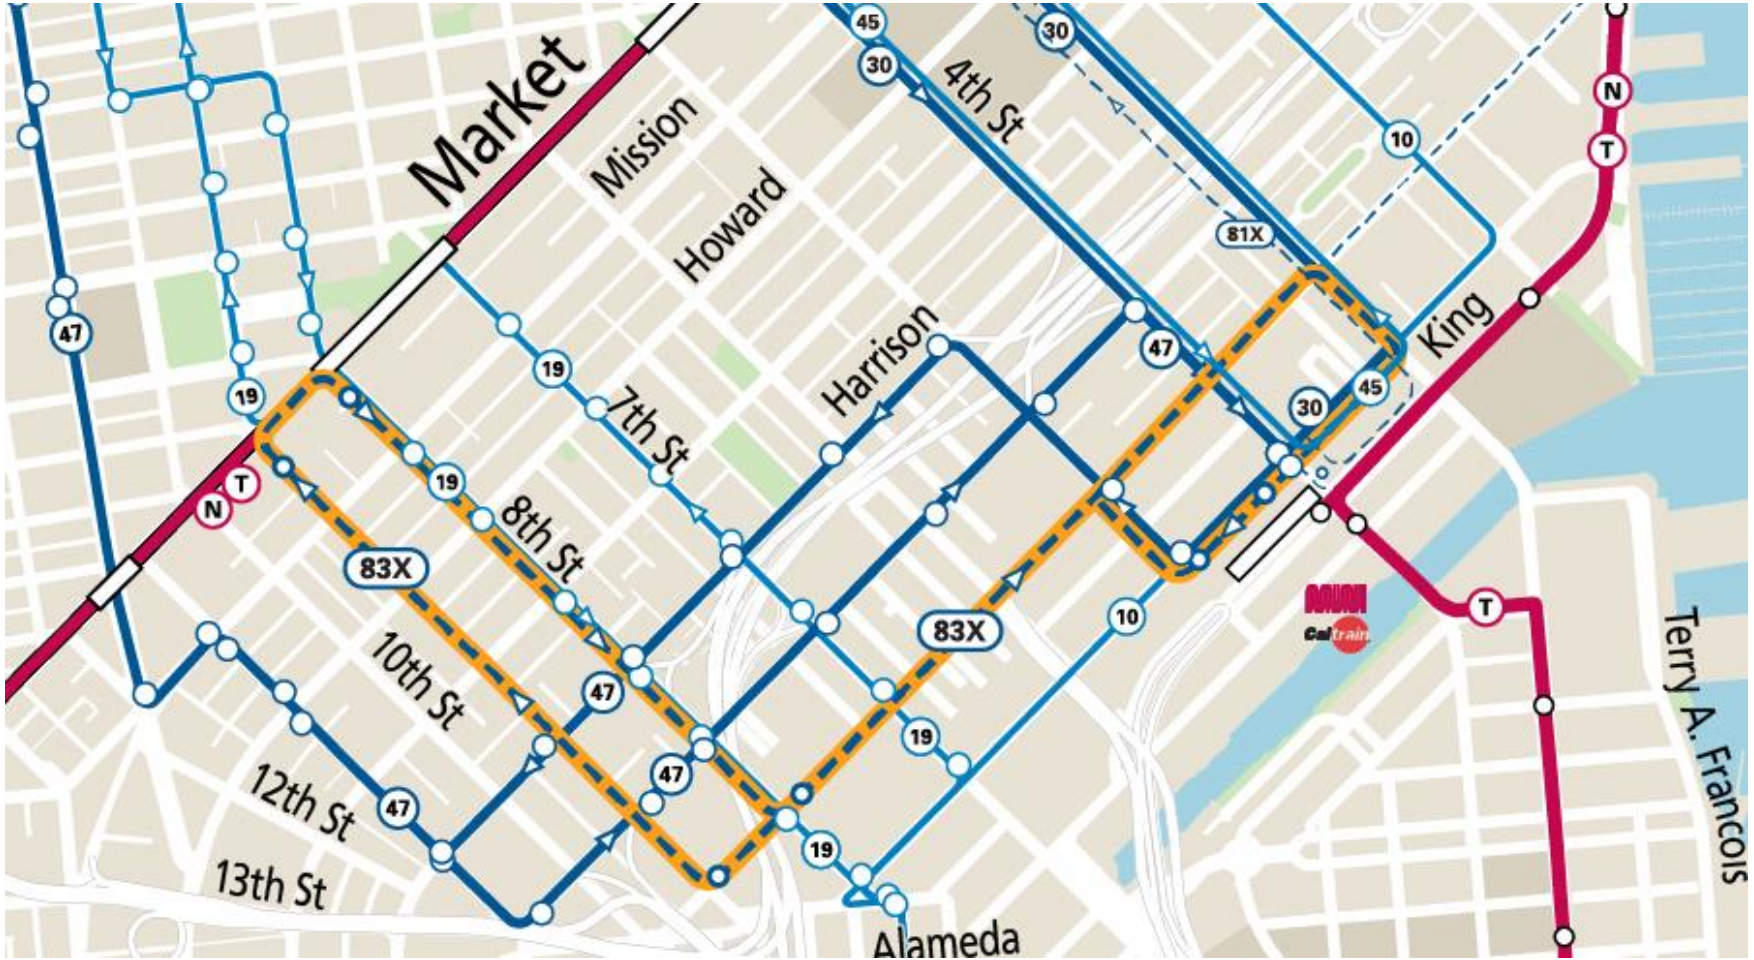 45
30
30
4th St
N
T
10
Market
Mission
Howard
81X
47
19
19
7th St
Harrison
47
King
45
30
N
T
19
8th St
83X
10th St
47
83X
10
MUNI
Caltrain
T
Terry A. Francois
19
47
12th St
47
19
13th St
Alameda